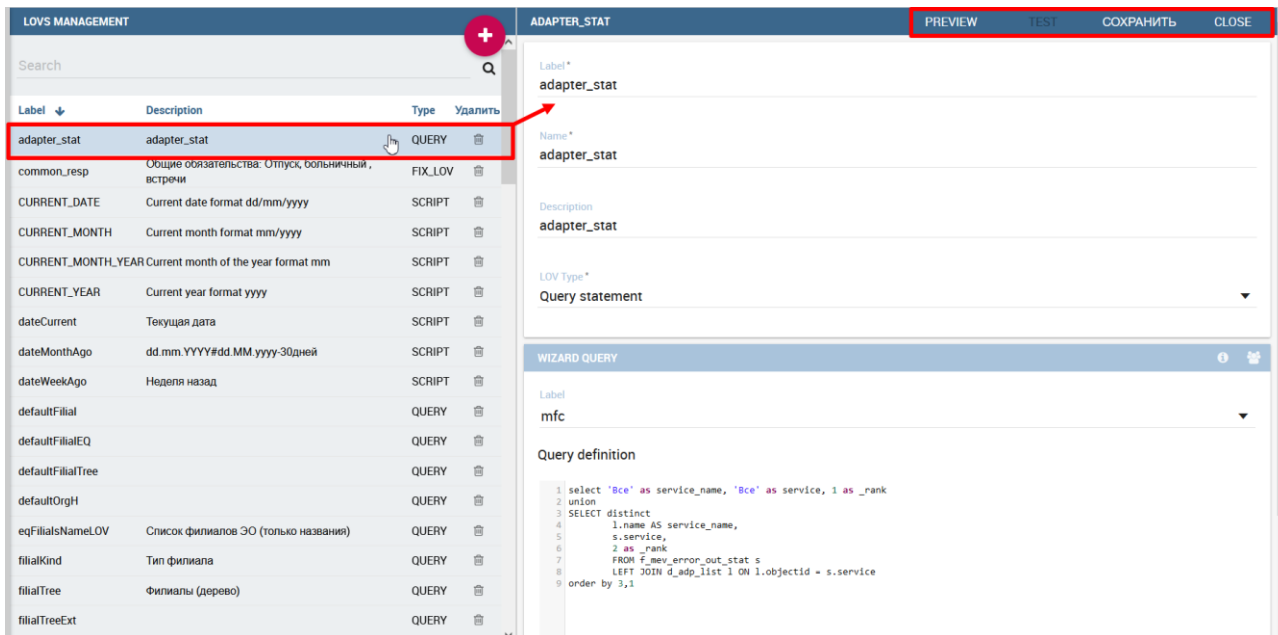 LOVS MANAGEMENT
Search
Label Description Type Удалить
adapter_stat adapter_stat QUERY
common_resp Общие обязательства: Отпуск, больничный , встречи FIX_LOV
CURRENT_DATE Current date format dd/mm/yyyy SCRIPT
CURRENT_MONTH Current month format mm/yyyy SCRIPT
CURRENT_MONTH_YEAR Current month of the year format mm SCRIPT
CURRENT_YEAR Current year format yyyy SCRIPT
dateCurrent Текущая дата SCRIPT
dateMonthAgo dd.mm.YYYY#dd.MM.yyyy-30дней SCRIPT
dateWeekAgo Неделя назад SCRIPT
defaultFilial QUERY
defaultFilialEQ QUERY
defaultFilialTree QUERY
defaultOrgH QUERY
eqFilialsNameLOV Список филиалов ЭО (только названия) QUERY
filialKind Тип филиала QUERY
filialTree Филиалы (дерево) QUERY
filialTreeExt QUERY
ADAPTER_STAT PREVIEW TEST СОХРАНИТЬ CLOSE
Label *
adapter_stat
Name *
adapter_stat
Description
adapter_stat
LOV Type *
Query statement
WIZARD QUERY
Label
mfc
Query definition
1 select 'Все' as service_name, 'Все' as service, 1 as _rank
2 union
3 SELECT distinct
4 l.name AS service_name,
5 s.service,
6 2 as _rank
7 FROM f_mev_error_out_stat s
8 LEFT JOIN d_adp_list l ON l.objectid = s.service
9 order by 3,1